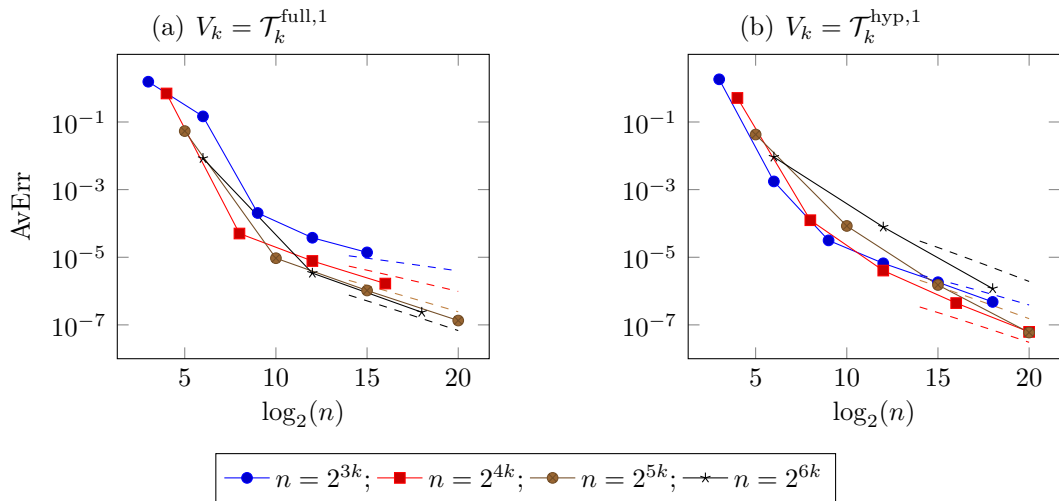 (a) $V_k = \mathcal{T}_k^{\text{full},1}$
(b) $V_k = \mathcal{T}_k^{\text{hyp},1}$
AvErr
$10^{-1}$
$10^{-3}$
$10^{-5}$
$10^{-7}$
5 10 15 20
$\log_2(n)$
$10^{-1}$
$10^{-3}$
$10^{-5}$
$10^{-7}$
5 10 15 20
$\log_2(n)$
$n = 2^{3k}$; $n = 2^{4k}$; $n = 2^{5k}$; $n = 2^{6k}$